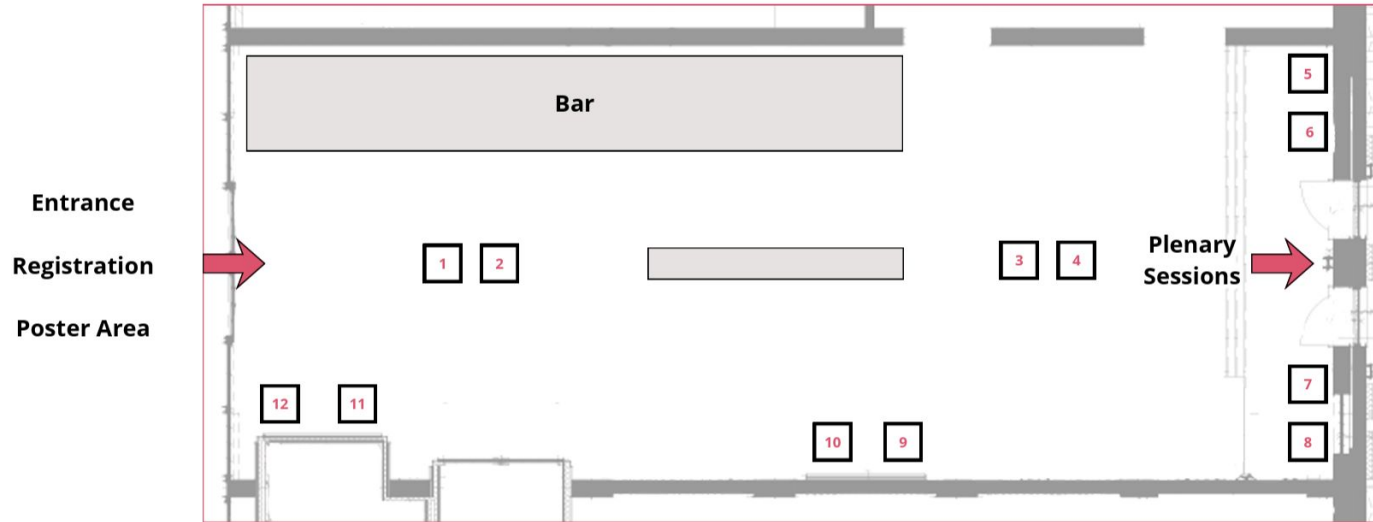 Bar
Entrance
Registration
Poster Area
1
2
3
4
Plenary
Sessions
5
6
7
8
12
11
10
9